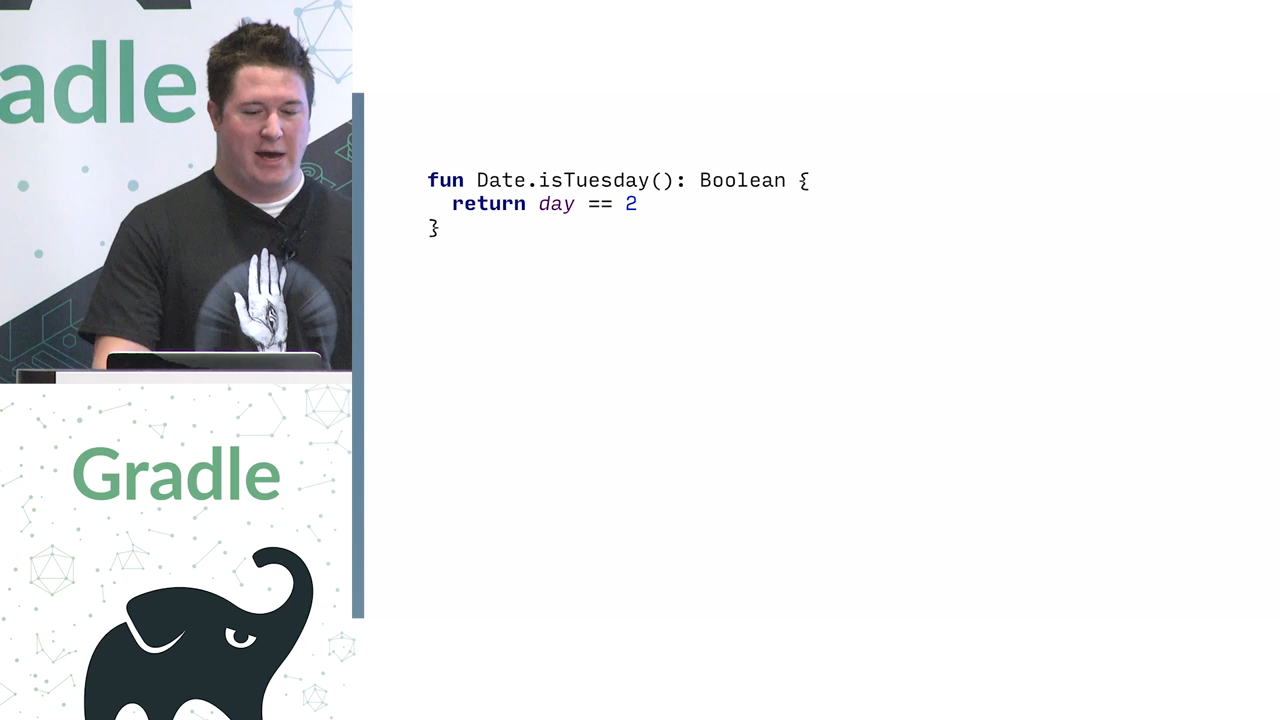 adle
fun Date.isTuesday(): Boolean {
  return day == 2
}
Gradle